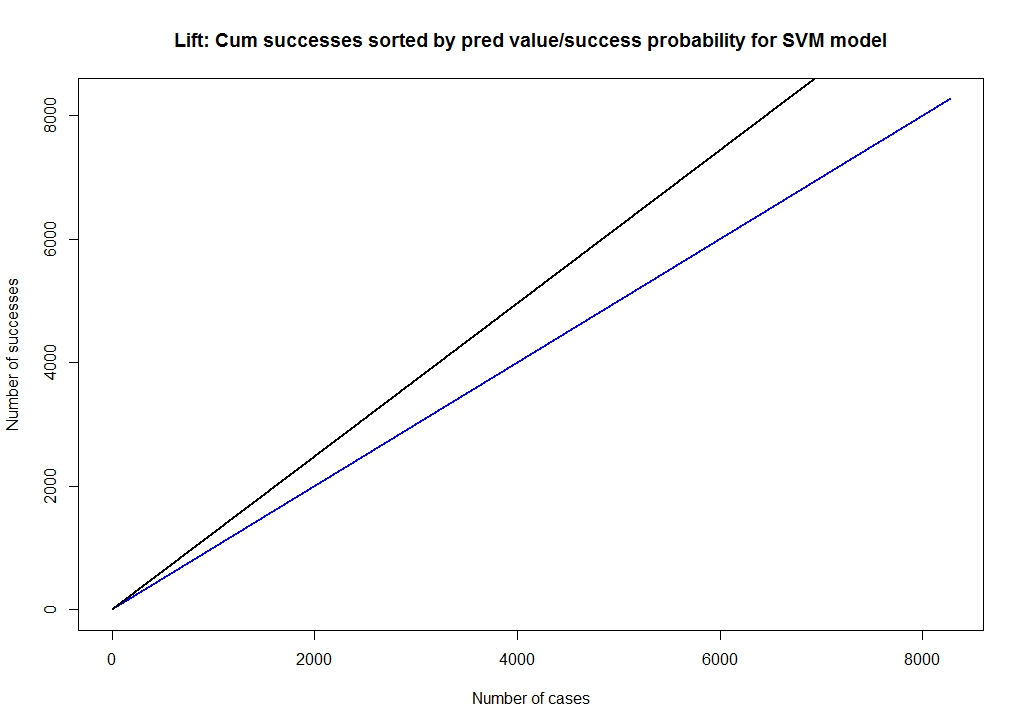 Lift: Cum successes sorted by pred value/success probability for SVM model
8000
6000
4000
2000
0
Number of successes
0 2000 4000 6000 8000
Number of cases